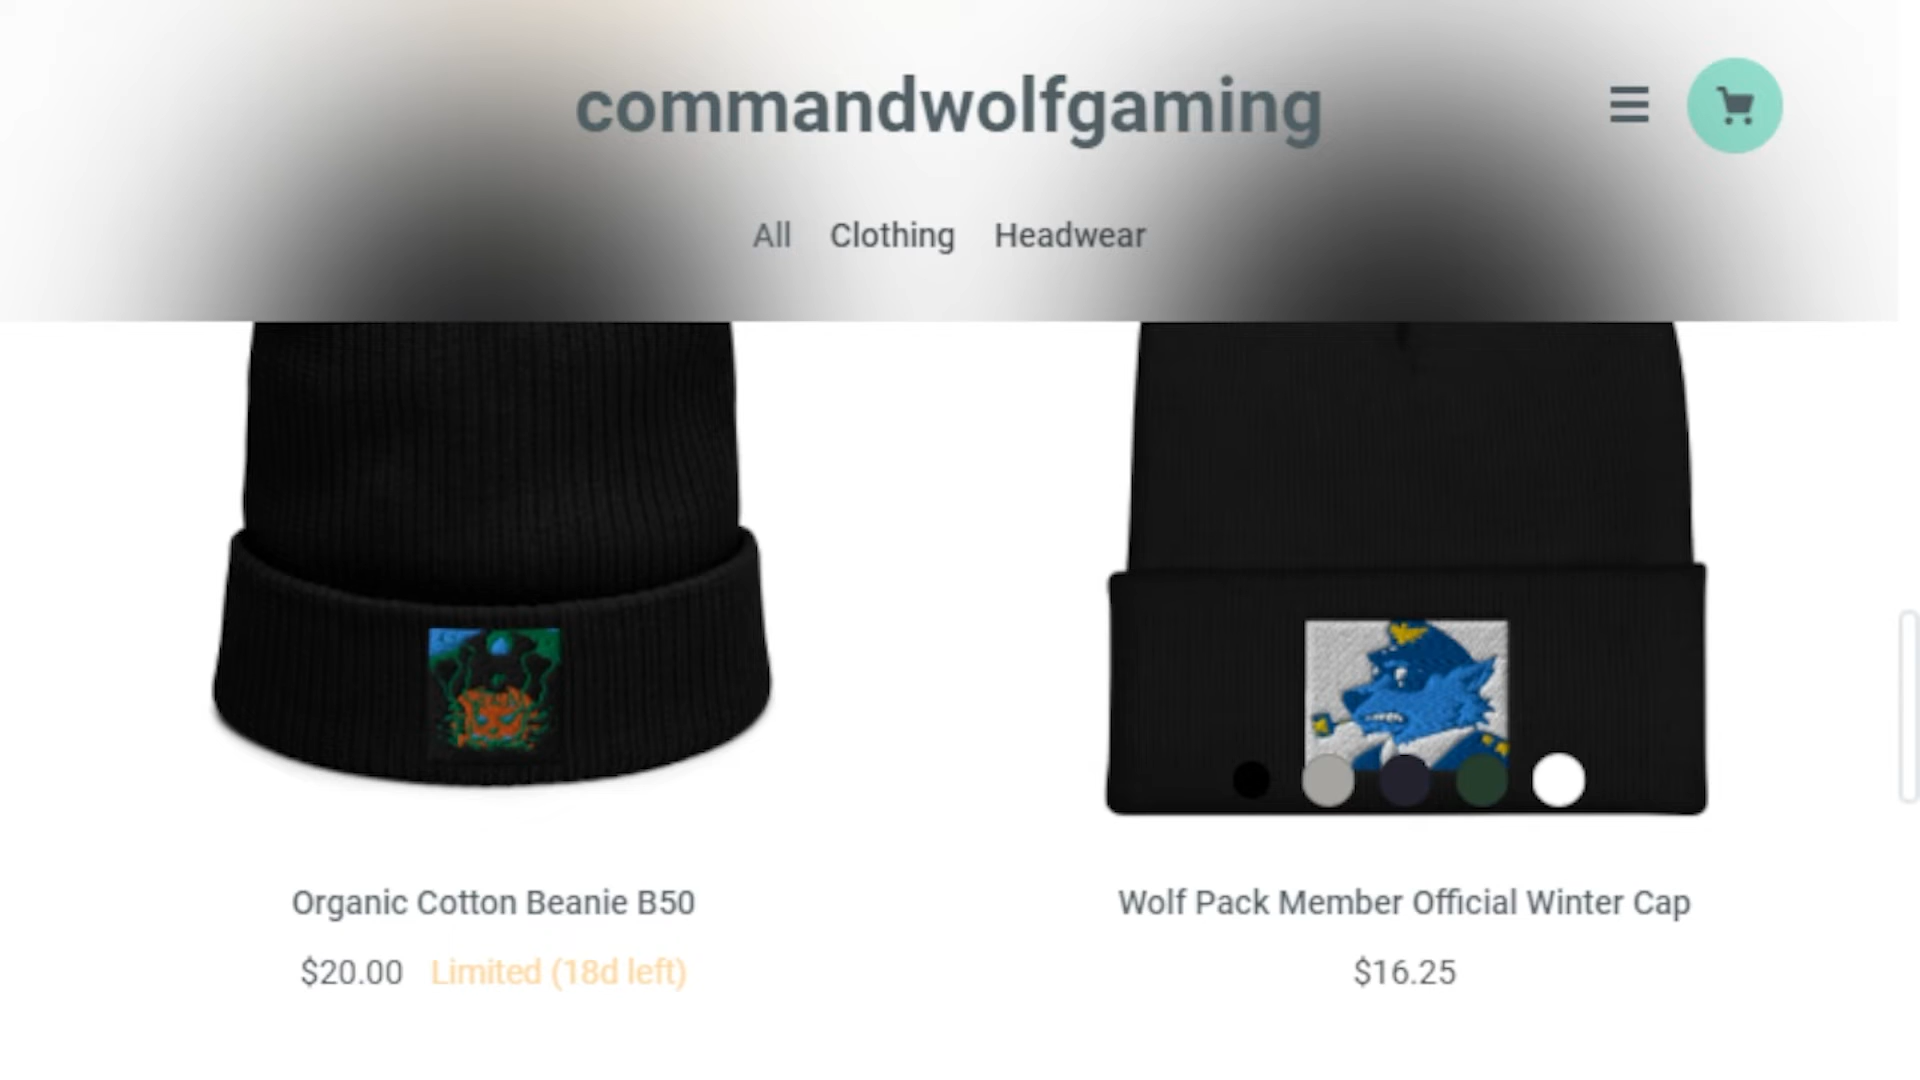 commandwolfgaming
All Clothing Headwear
Organic Cotton Beanie B50
$20.00 Limited (18d left)
Wolf Pack Member Official Winter Cap
$16.25